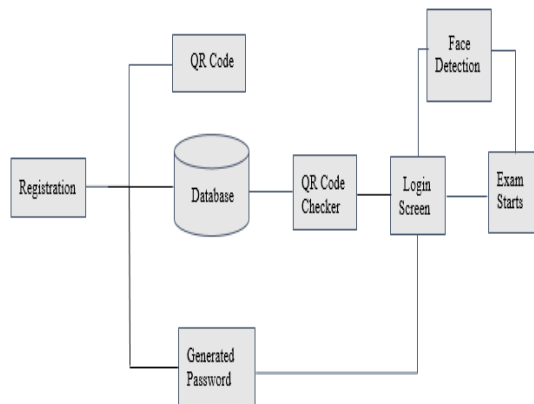 QR Code
Face
Detection
Registration
Database
QR Code
Checker
Login
Screen
Exam
Starts
Generated
Password